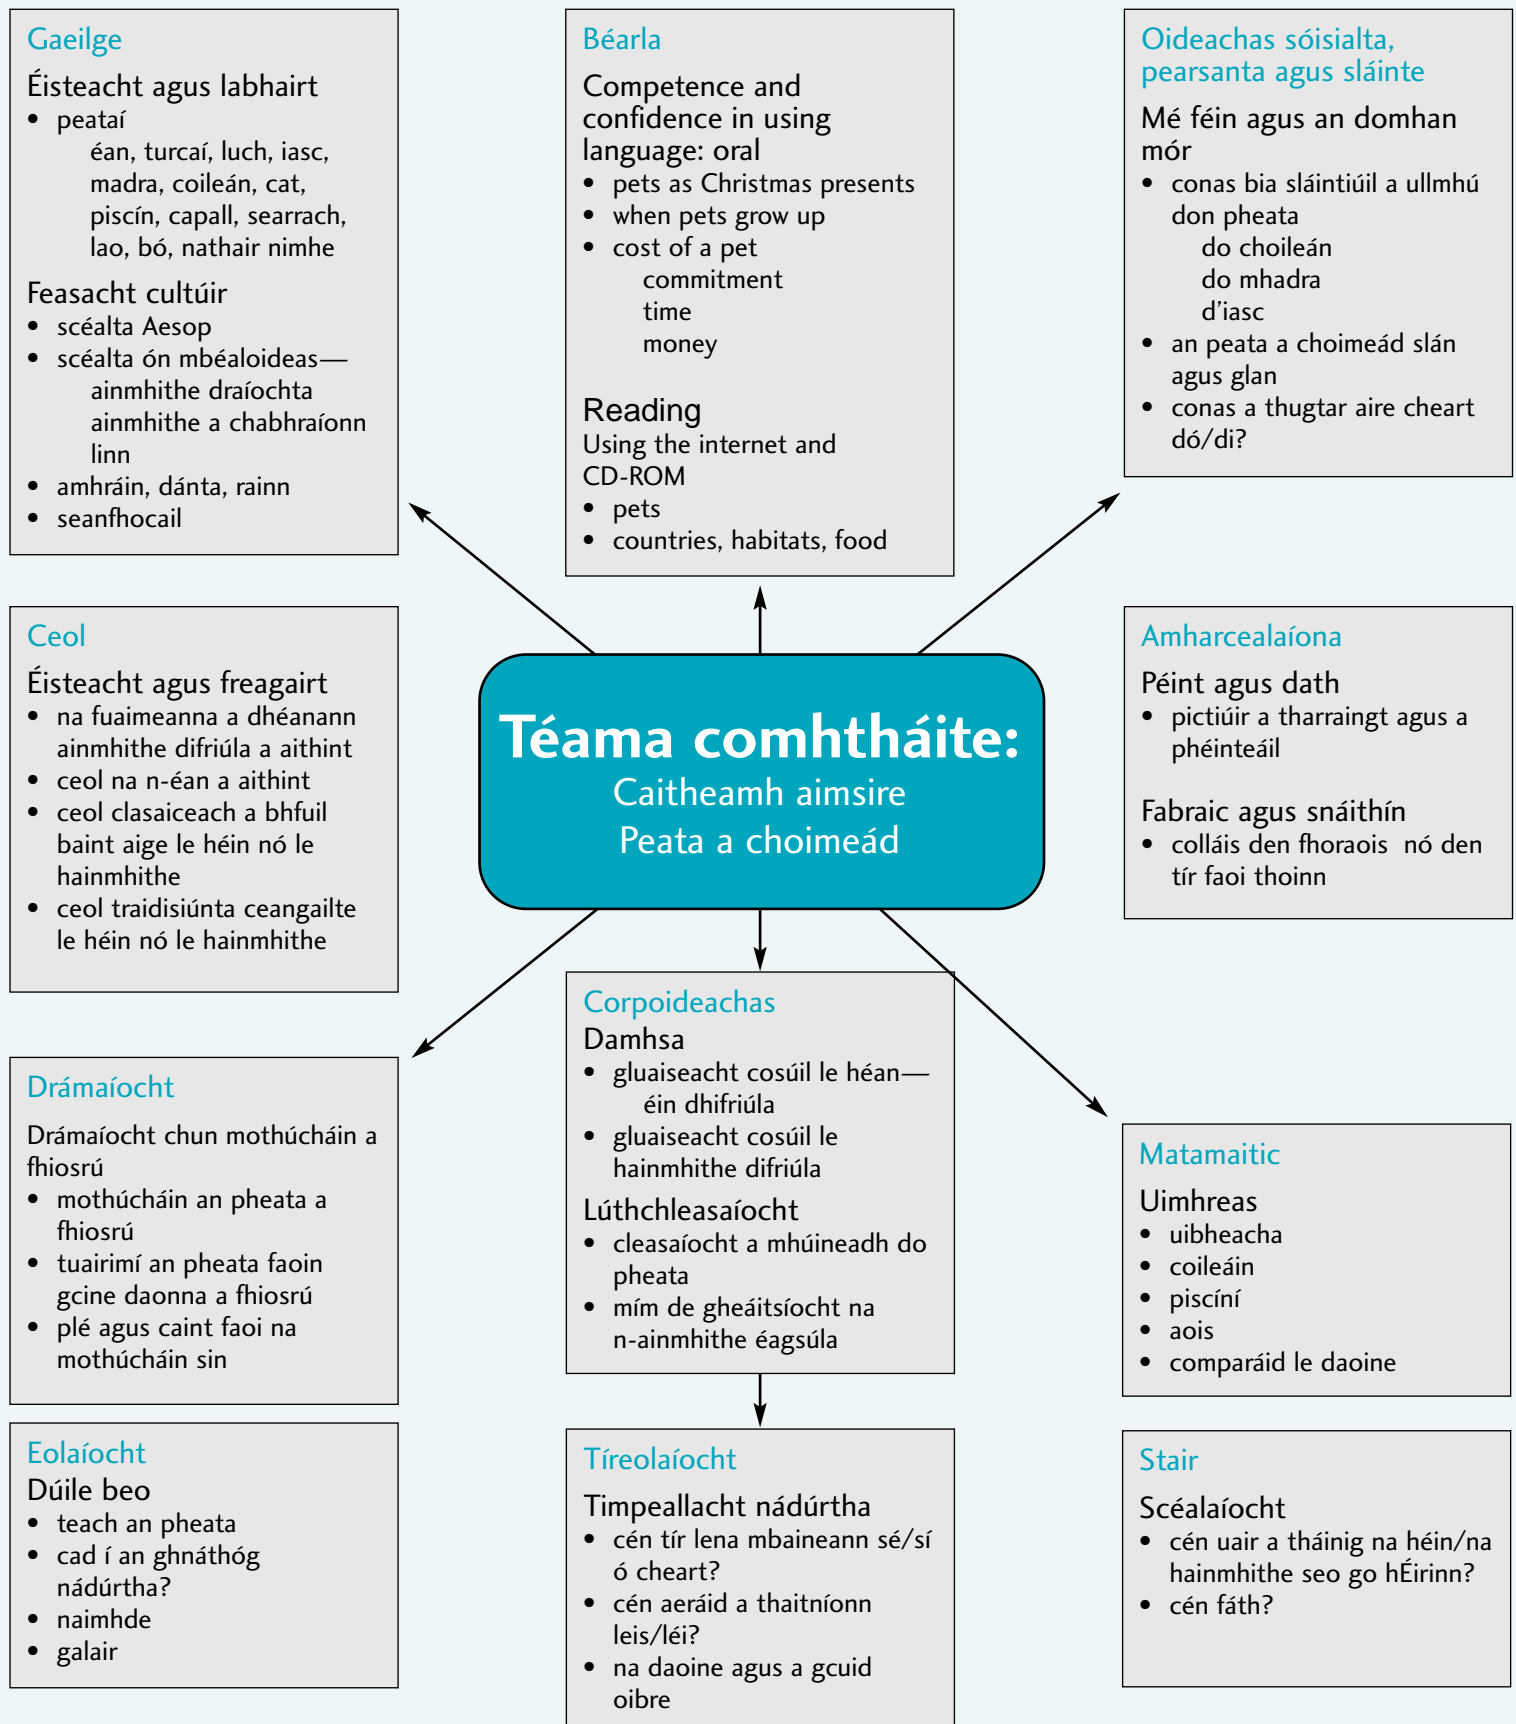 Gaeilge
Éisteacht agus labhairt
• peataí
éan, turcaí, luch, iasc,
madra, coileán, cat,
piscín, capall, searrach,
lao, bó, nathair nimhe
Feasacht cultúir
• scéalta Aesop
• scéalta ón mbéaloideas—
ainmhithe draíochta
ainmhithe a chabhraíonn
linn
• amhráin, dánta, rainn
• seanfhocail
Béarla
Competence and
confidence in using
language: oral
• pets as Christmas presents
• when pets grow up
• cost of a pet
commitment
time
money
Reading
Using the internet and
CD-ROM
• pets
• countries, habitats, food
Oideachas sóisialta,
pearsanta agus sláinte
Mé féin agus an domhan
mór
• conas bia sláintiúil a ullmhú
don pheata
do choileán
do mhadra
d'iasc
• an peata a choimeád slán
agus glan
• conas a thugtar aire cheart
dó/di?
Ceol
Éisteacht agus freagairt
• na fuaimeanna a dhéanann
ainmhithe difriúla a aithint
• ceol na n-éan a aithint
• ceol clasaiceach a bhfuil
baint aige le héin nó le
hainmhithe
• ceol traidisiúnta ceangailte
le héin nó le hainmhithe
Téama comhtháite:
Caitheamh aimsire
Peata a choimeád
Amharcealaíona
Péint agus dath
• pictiúir a tharraingt agus a
phéinteáil
Fabraic agus snáithín
• colláis den fhoraois nó den
tír faoi thoinn
Drámaíocht
Drámaíocht chun mothúcháin a
fhiosrú
• mothúcháin an pheata a
fhiosrú
• tuairimí an pheata faoin
gcine daonna a fhiosrú
• plé agus caint faoi na
mothúcháin sin
Corpoideachas
Damhsa
• gluaiseacht cosúil le héan—
éin dhifriúla
• gluaiseacht cosúil le
hainmhithe difriúla
Lúthchleasaíocht
• cleasaíocht a mhúineadh do
pheata
• mím de gheáitsíocht na
n-ainmhithe éagsúla
Matamaitic
Uimhreas
• uibheacha
• coileáin
• piscíní
• aois
• comparáid le daoine
Eolaíocht
Dúile beo
• teach an pheata
• cad í an ghnáthóg
nádúrtha?
• naimhde
• galair
Tíreolaíocht
Timpeallacht nádúrtha
• cén tír lena mbaineann sé/sí
ó cheart?
• cén aeráid a thaitníonn
leis/léi?
• na daoine agus a gcuid
oibre
Stair
Scéalaíocht
• cén uair a tháinig na héin/na
hainmhithe seo go hÉirinn?
• cén fáth?